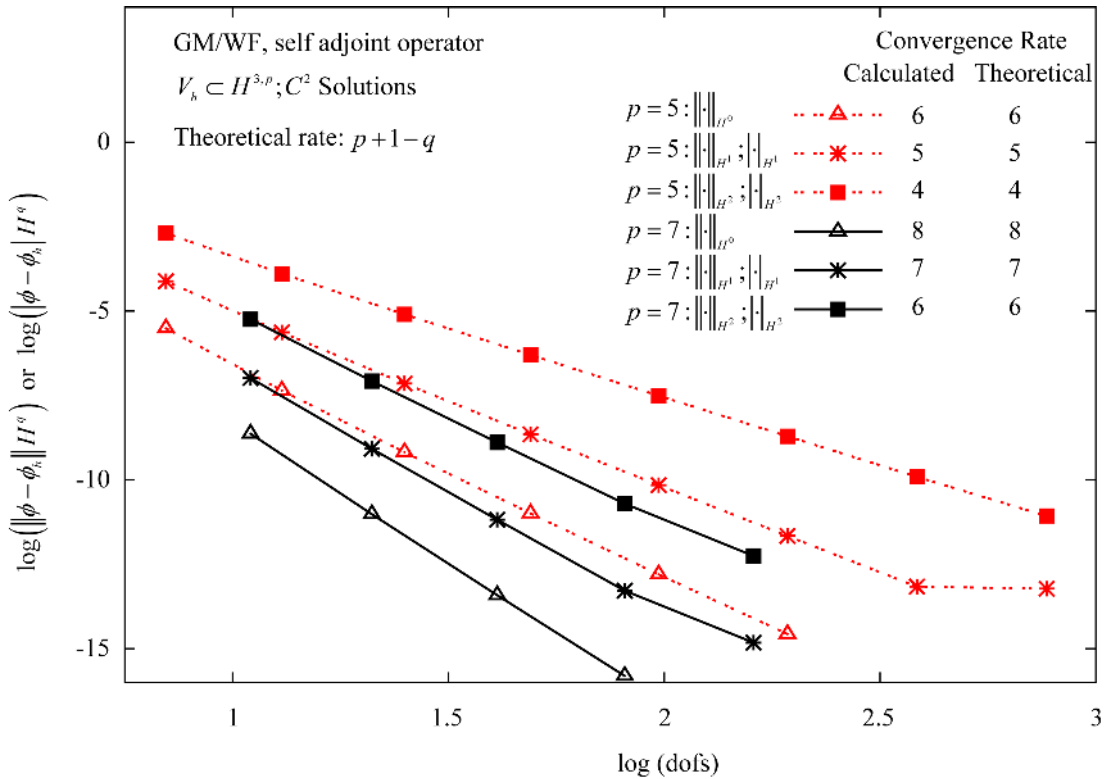 GM/WF, self adjoint operator
V_h ⊂ H^{3,p}; C^2 Solutions
Theoretical rate: p+1−q
Convergence Rate
Calculated Theoretical
p = 5 : ‖·‖_{H^0} 6 6
p = 5 : ‖·‖_{H^1} ; |·|_{H^1} 5 5
p = 5 : ‖·‖_{H^2} ; |·|_{H^2} 4 4
p = 7 : ‖·‖_{H^0} 8 8
p = 7 : ‖·‖_{H^1} ; |·|_{H^1} 7 7
p = 7 : ‖·‖_{H^2} ; |·|_{H^2} 6 6
log(‖ϕ−ϕ_h‖H^q) or log(|ϕ−ϕ_h|H^q)
0
-5
-10
-15
1 1.5 2 2.5 3
log (dofs)